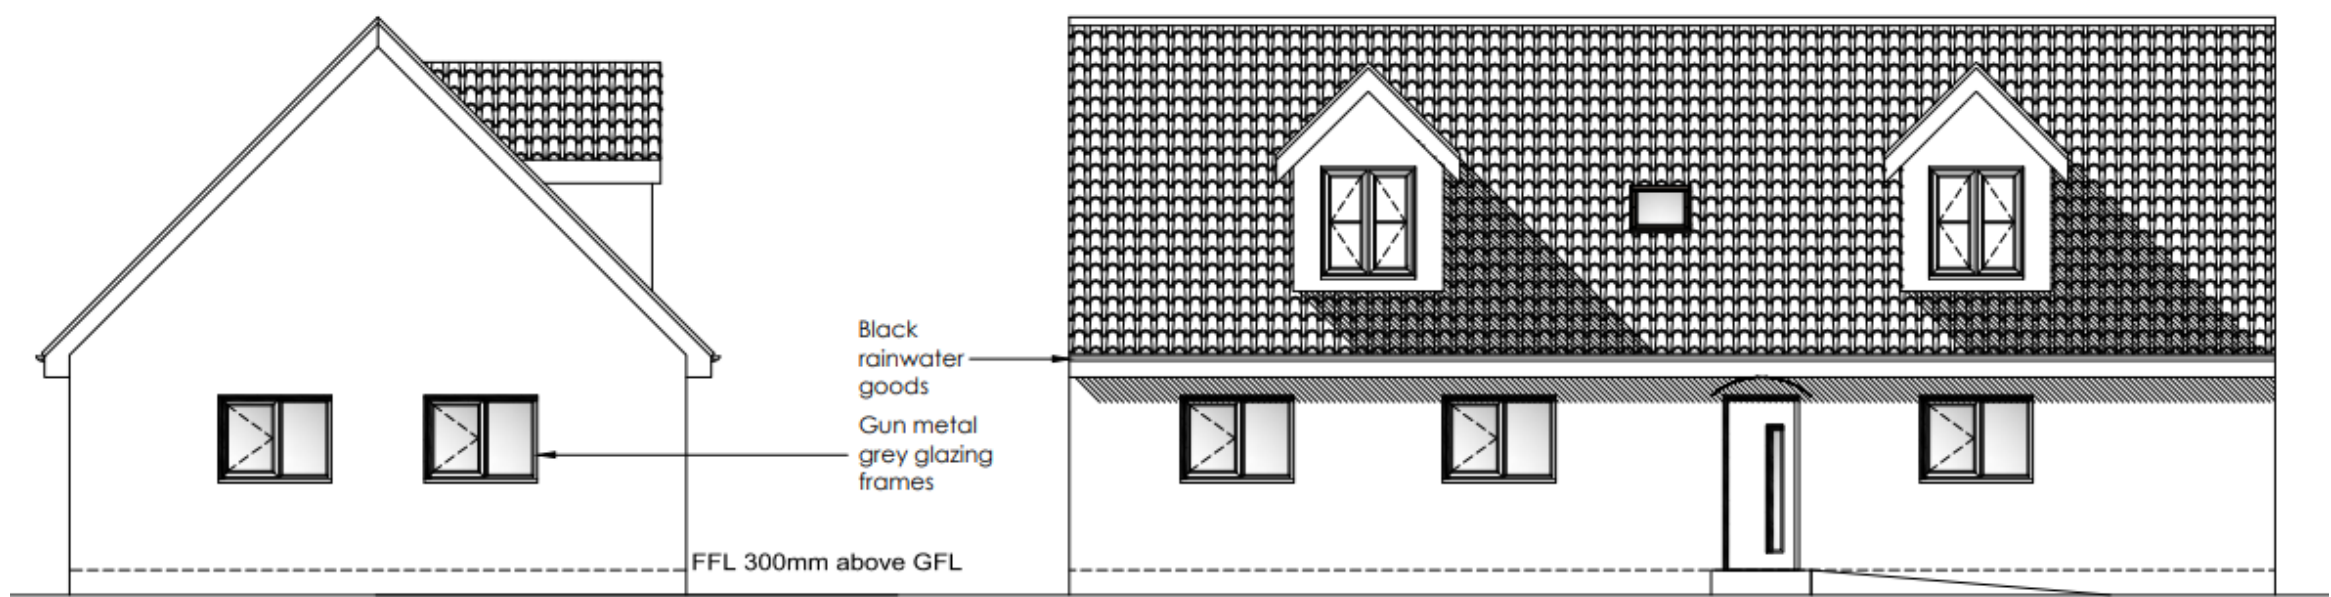 Black
rainwater
goods
Gun metal
grey glazing
frames
FFL 300mm above GFL